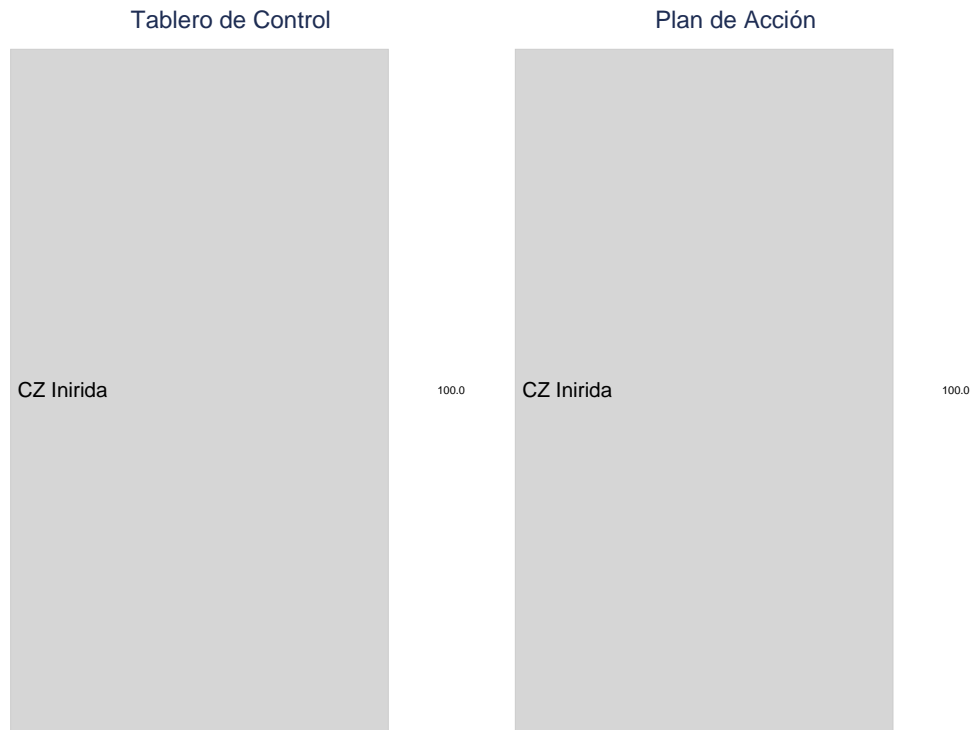 Tablero de Control
CZ Inirida 100.0
Plan de Acción
CZ Inirida 100.0